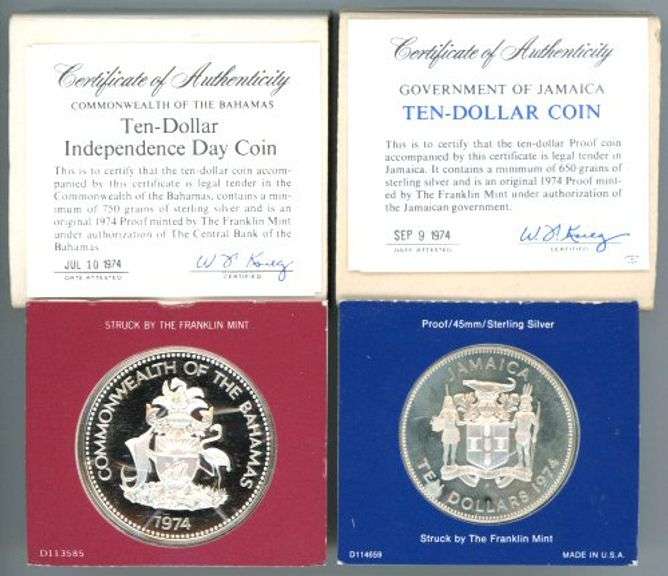 Certificate of Authenticity
COMMONWEALTH OF THE BAHAMAS
Ten-Dollar
Independence Day Coin
This is to certify that the ten-dollar coin accom-
panied by this certificate is legal tender in the
Commonwealth of the Bahamas, contains a mini-
mum of 750 grains of sterling silver and is an
original 1974 Proof minted by The Franklin Mint
under authorization of The Central Bank of the
Bahamas.
JUL 10 1974
DATE ATTESTED
CERTIFIED
STRUCK BY THE FRANKLIN MINT
COMMONWEALTH OF THE BAHAMAS
1974
D113585
Certificate of Authenticity
GOVERNMENT OF JAMAICA
TEN-DOLLAR COIN
This is to certify that the ten-dollar Proof coin
accompanied by this certificate is legal tender in
Jamaica. It contains a minimum of 650 grains of
sterling silver and is an original 1974 Proof mint-
ed by The Franklin Mint under authorization of
the Jamaican government.
SEP 9 1974
DATE ATTESTED
CERTIFIED
Proof/45mm/Sterling Silver
JAMAICA
TEN DOLLARS 1974
Struck by The Franklin Mint
D114659
MADE IN U.S.A.